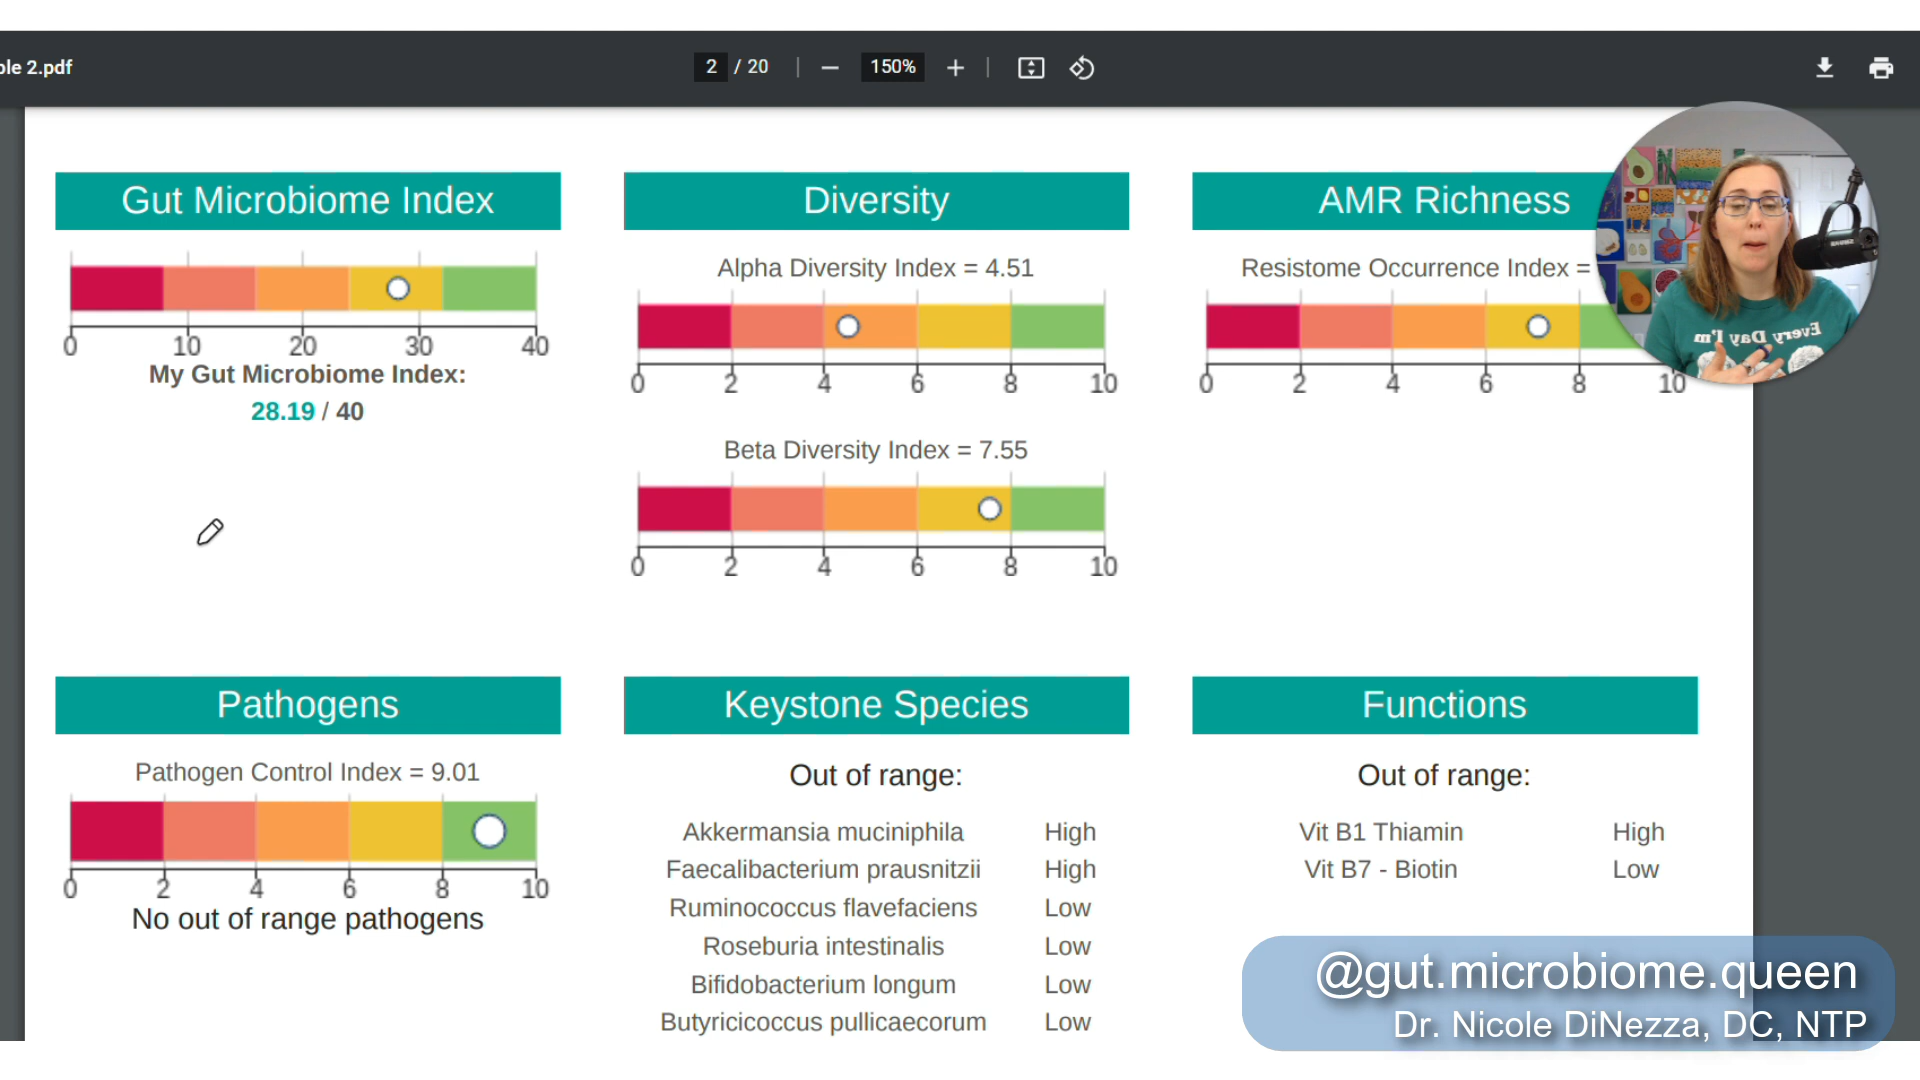 ple 2.pdf
2 / 20
150%
Gut Microbiome Index
0 10 20 30 40
My Gut Microbiome Index:
28.19 / 40
Diversity
Alpha Diversity Index = 4.51
0 2 4 6 8 10
Beta Diversity Index = 7.55
0 2 4 6 8 10
AMR Richness
Resistome Occurrence Index =
0 2 4 6 8 10
Every Day I'm
Pathogens
Pathogen Control Index = 9.01
0 2 4 6 8 10
No out of range pathogens
Keystone Species
Out of range:
Akkermansia muciniphila High
Faecalibacterium prausnitzii High
Ruminococcus flavefaciens Low
Roseburia intestinalis Low
Bifidobacterium longum Low
Butyricicoccus pullicaecorum Low
Functions
Out of range:
Vit B1 Thiamin High
Vit B7 - Biotin Low
@gut.microbiome.queen
Dr. Nicole DiNezza, DC, NTP